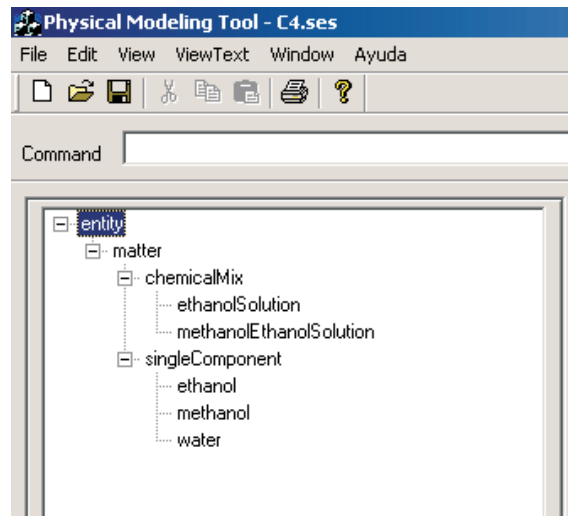 Physical Modeling Tool - C4.ses
File Edit View ViewText Window Ayuda
Command
entity
matter
chemicalMix
ethanolSolution
methanolEthanolSolution
singleComponent
ethanol
methanol
water